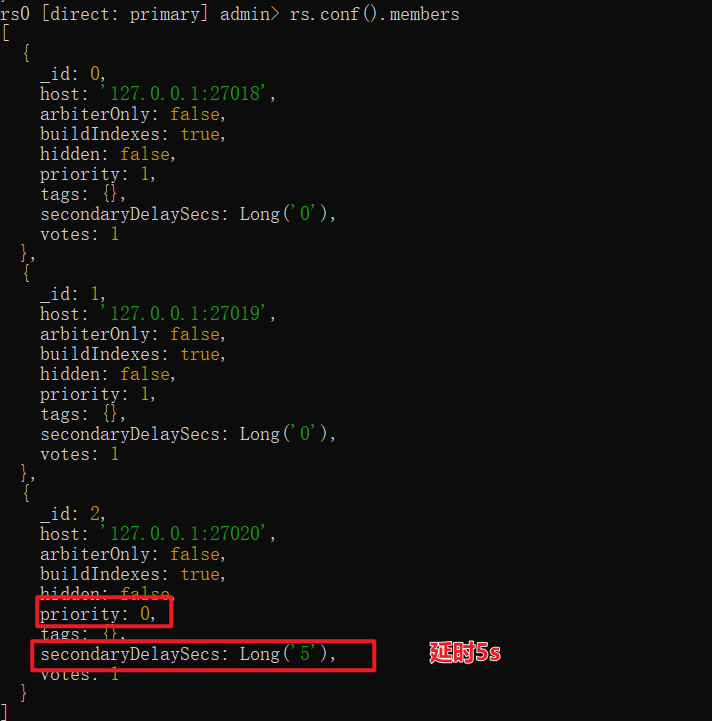 rs0 [direct: primary] admin> rs.conf().members
[
  {
    _id: 0,
    host: '127.0.0.1:27018',
    arbiterOnly: false,
    buildIndexes: true,
    hidden: false,
    priority: 1,
    tags: {},
    secondaryDelaySecs: Long('0'),
    votes: 1
  },
  {
    _id: 1,
    host: '127.0.0.1:27019',
    arbiterOnly: false,
    buildIndexes: true,
    hidden: false,
    priority: 1,
    tags: {},
    secondaryDelaySecs: Long('0'),
    votes: 1
  },
  {
    _id: 2,
    host: '127.0.0.1:27020',
    arbiterOnly: false,
    buildIndexes: true,
    hidden: false,
    priority: 0,
    tags: {},
    secondaryDelaySecs: Long('5'),
延时5s
    votes: 1
  }
]